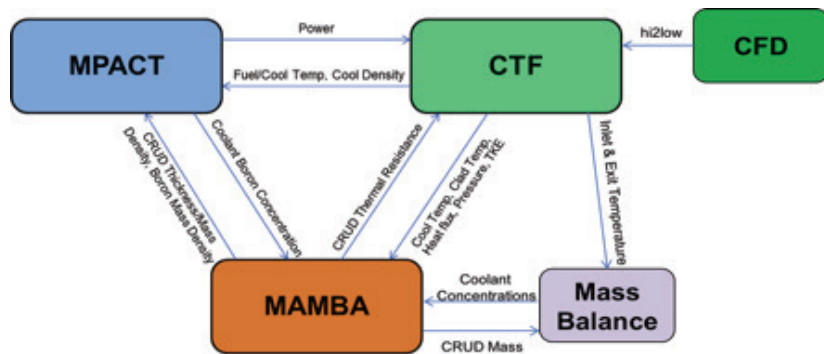 Power
hi2low
MPACT
CTF
CFD
Fuel/Cool Temp, Cool Density
CRUD Thickness/Mass
Density, Boron Mass Density
Coolant Boron Concentration
CRUD Thermal Resistance
Cool Temp, Clad Temp,
Heat flux, Pressure, TKE
Inlet & Exit Temperature
MAMBA
Coolant
Concentrations
Mass
Balance
CRUD Mass